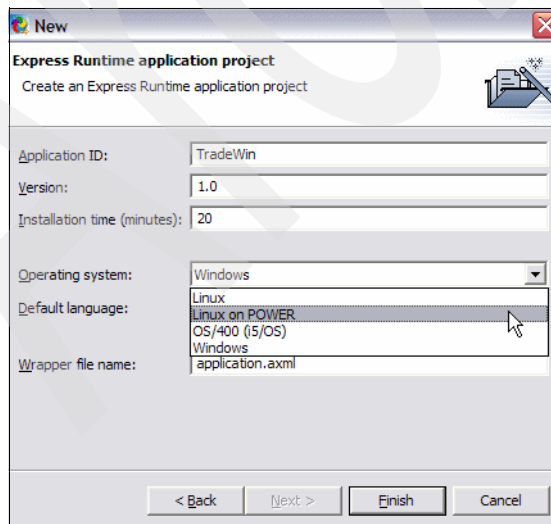 New
Express Runtime application project
Create an Express Runtime application project
Application ID: TradeWin
Version: 1.0
Installation time (minutes): 20
Operating system: Windows
Default language:
Linux
Linux on POWER
OS/400 (i5/OS)
Windows
Wrapper file name: application.axml
< Back Next > Finish Cancel